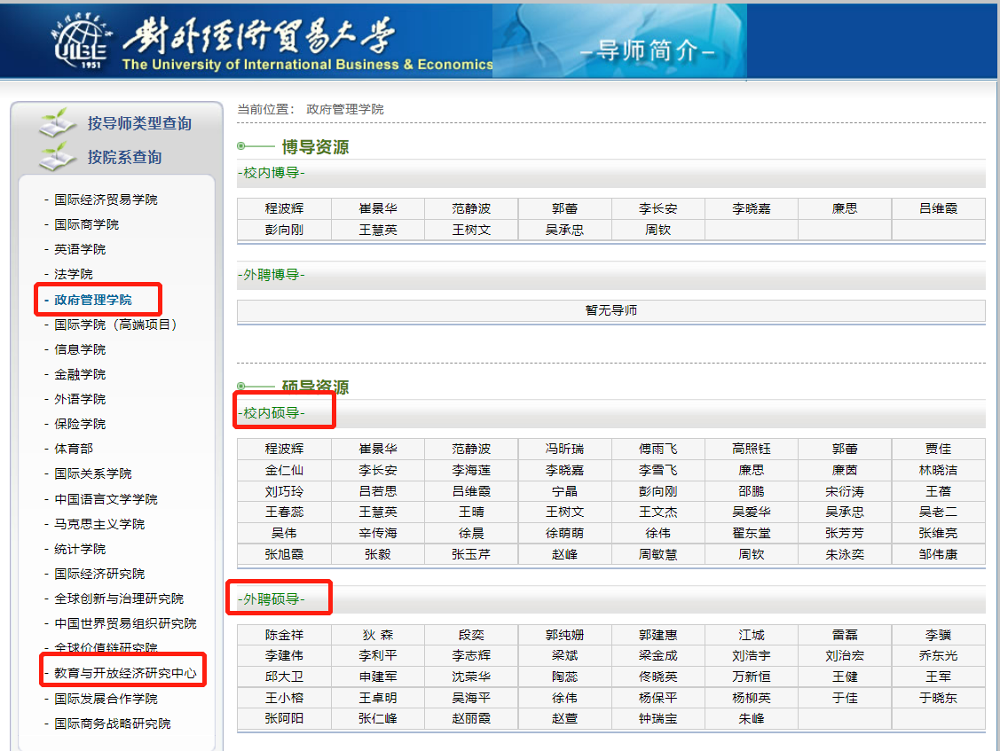 對外經濟貿易大學
The University of International Business & Economics
UIBE
1951
–导师简介–
按导师类型查询
按院系查询
- 国际经济贸易学院
- 国际商学院
- 英语学院
- 法学院
- 政府管理学院
- 国际学院（高端项目）
- 信息学院
- 金融学院
- 外语学院
- 保险学院
- 体育部
- 国际关系学院
- 中国语言文学学院
- 马克思主义学院
- 统计学院
- 国际经济研究院
- 全球创新与治理研究院
- 中国世界贸易组织研究院
- 全球价值链研究院
- 教育与开放经济研究中心
- 国际发展合作学院
- 国际商务战略研究院
当前位置： 政府管理学院
博导资源
-校内博导-
程波辉 崔景华 范静波 郭蕾 李长安 李晓嘉 廉思 吕维霞
彭向刚 王慧英 王树文 吴承忠 周钦
-外聘博导-
暂无导师
硕导资源
-校内硕导-
程波辉 崔景华 范静波 冯昕瑞 傅雨飞 高照钰 郭蕾 贾佳
金仁仙 李长安 李海莲 李晓嘉 李雪飞 廉思 廉茵 林晓洁
刘巧玲 吕若思 吕维霞 宁晶 彭向刚 邵鹏 宋衍涛 王蓓
王春蕊 王慧英 王晴 王树文 王文杰 吴爱华 吴承忠 吴老二
吴伟 辛传海 徐晨 徐萌萌 徐伟 翟东堂 张芳芳 张维亮
张旭霞 张毅 张玉芹 赵峰 周敏慧 周钦 朱泳奕 邹伟康
-外聘硕导-
陈金祥 狄 森 段奕 郭纯姗 郭建惠 江城 雷磊 李骥
李建伟 李利平 李志辉 梁斌 梁金成 刘浩宇 刘治宏 乔东光
邱大卫 申建军 沈荣华 陶蕊 佟晓英 万新恒 王健 王军
王小榕 王卓明 吴海平 徐伟 杨保平 杨柳英 于佳 于晓东
张阿阳 张仁峰 赵丽霞 赵萱 钟瑞宝 朱峰